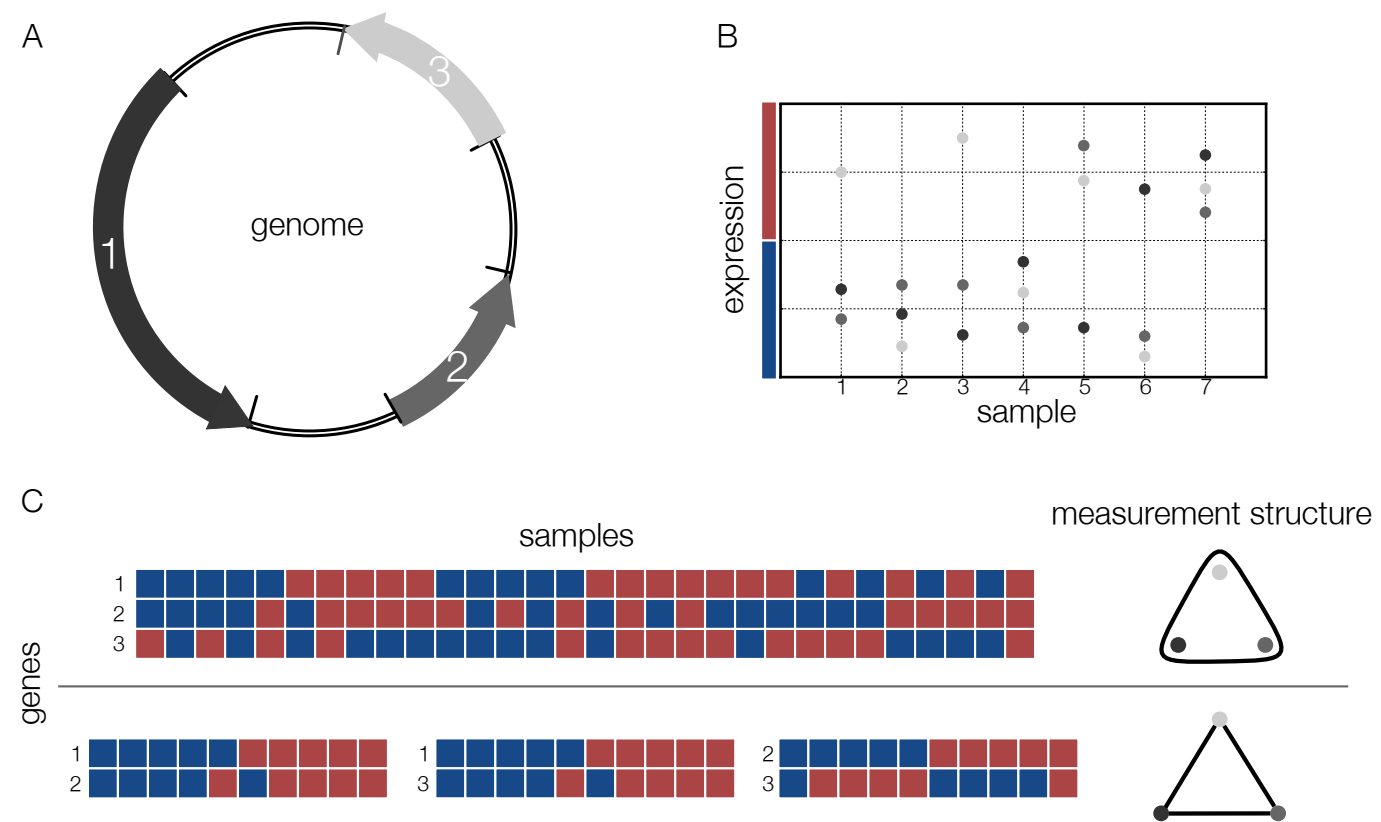 A
B
3
genome
1
2
expression
1 2 3 4 5 6 7
sample
C
samples
measurement structure
genes
1
2
3
1
2
1
3
2
3